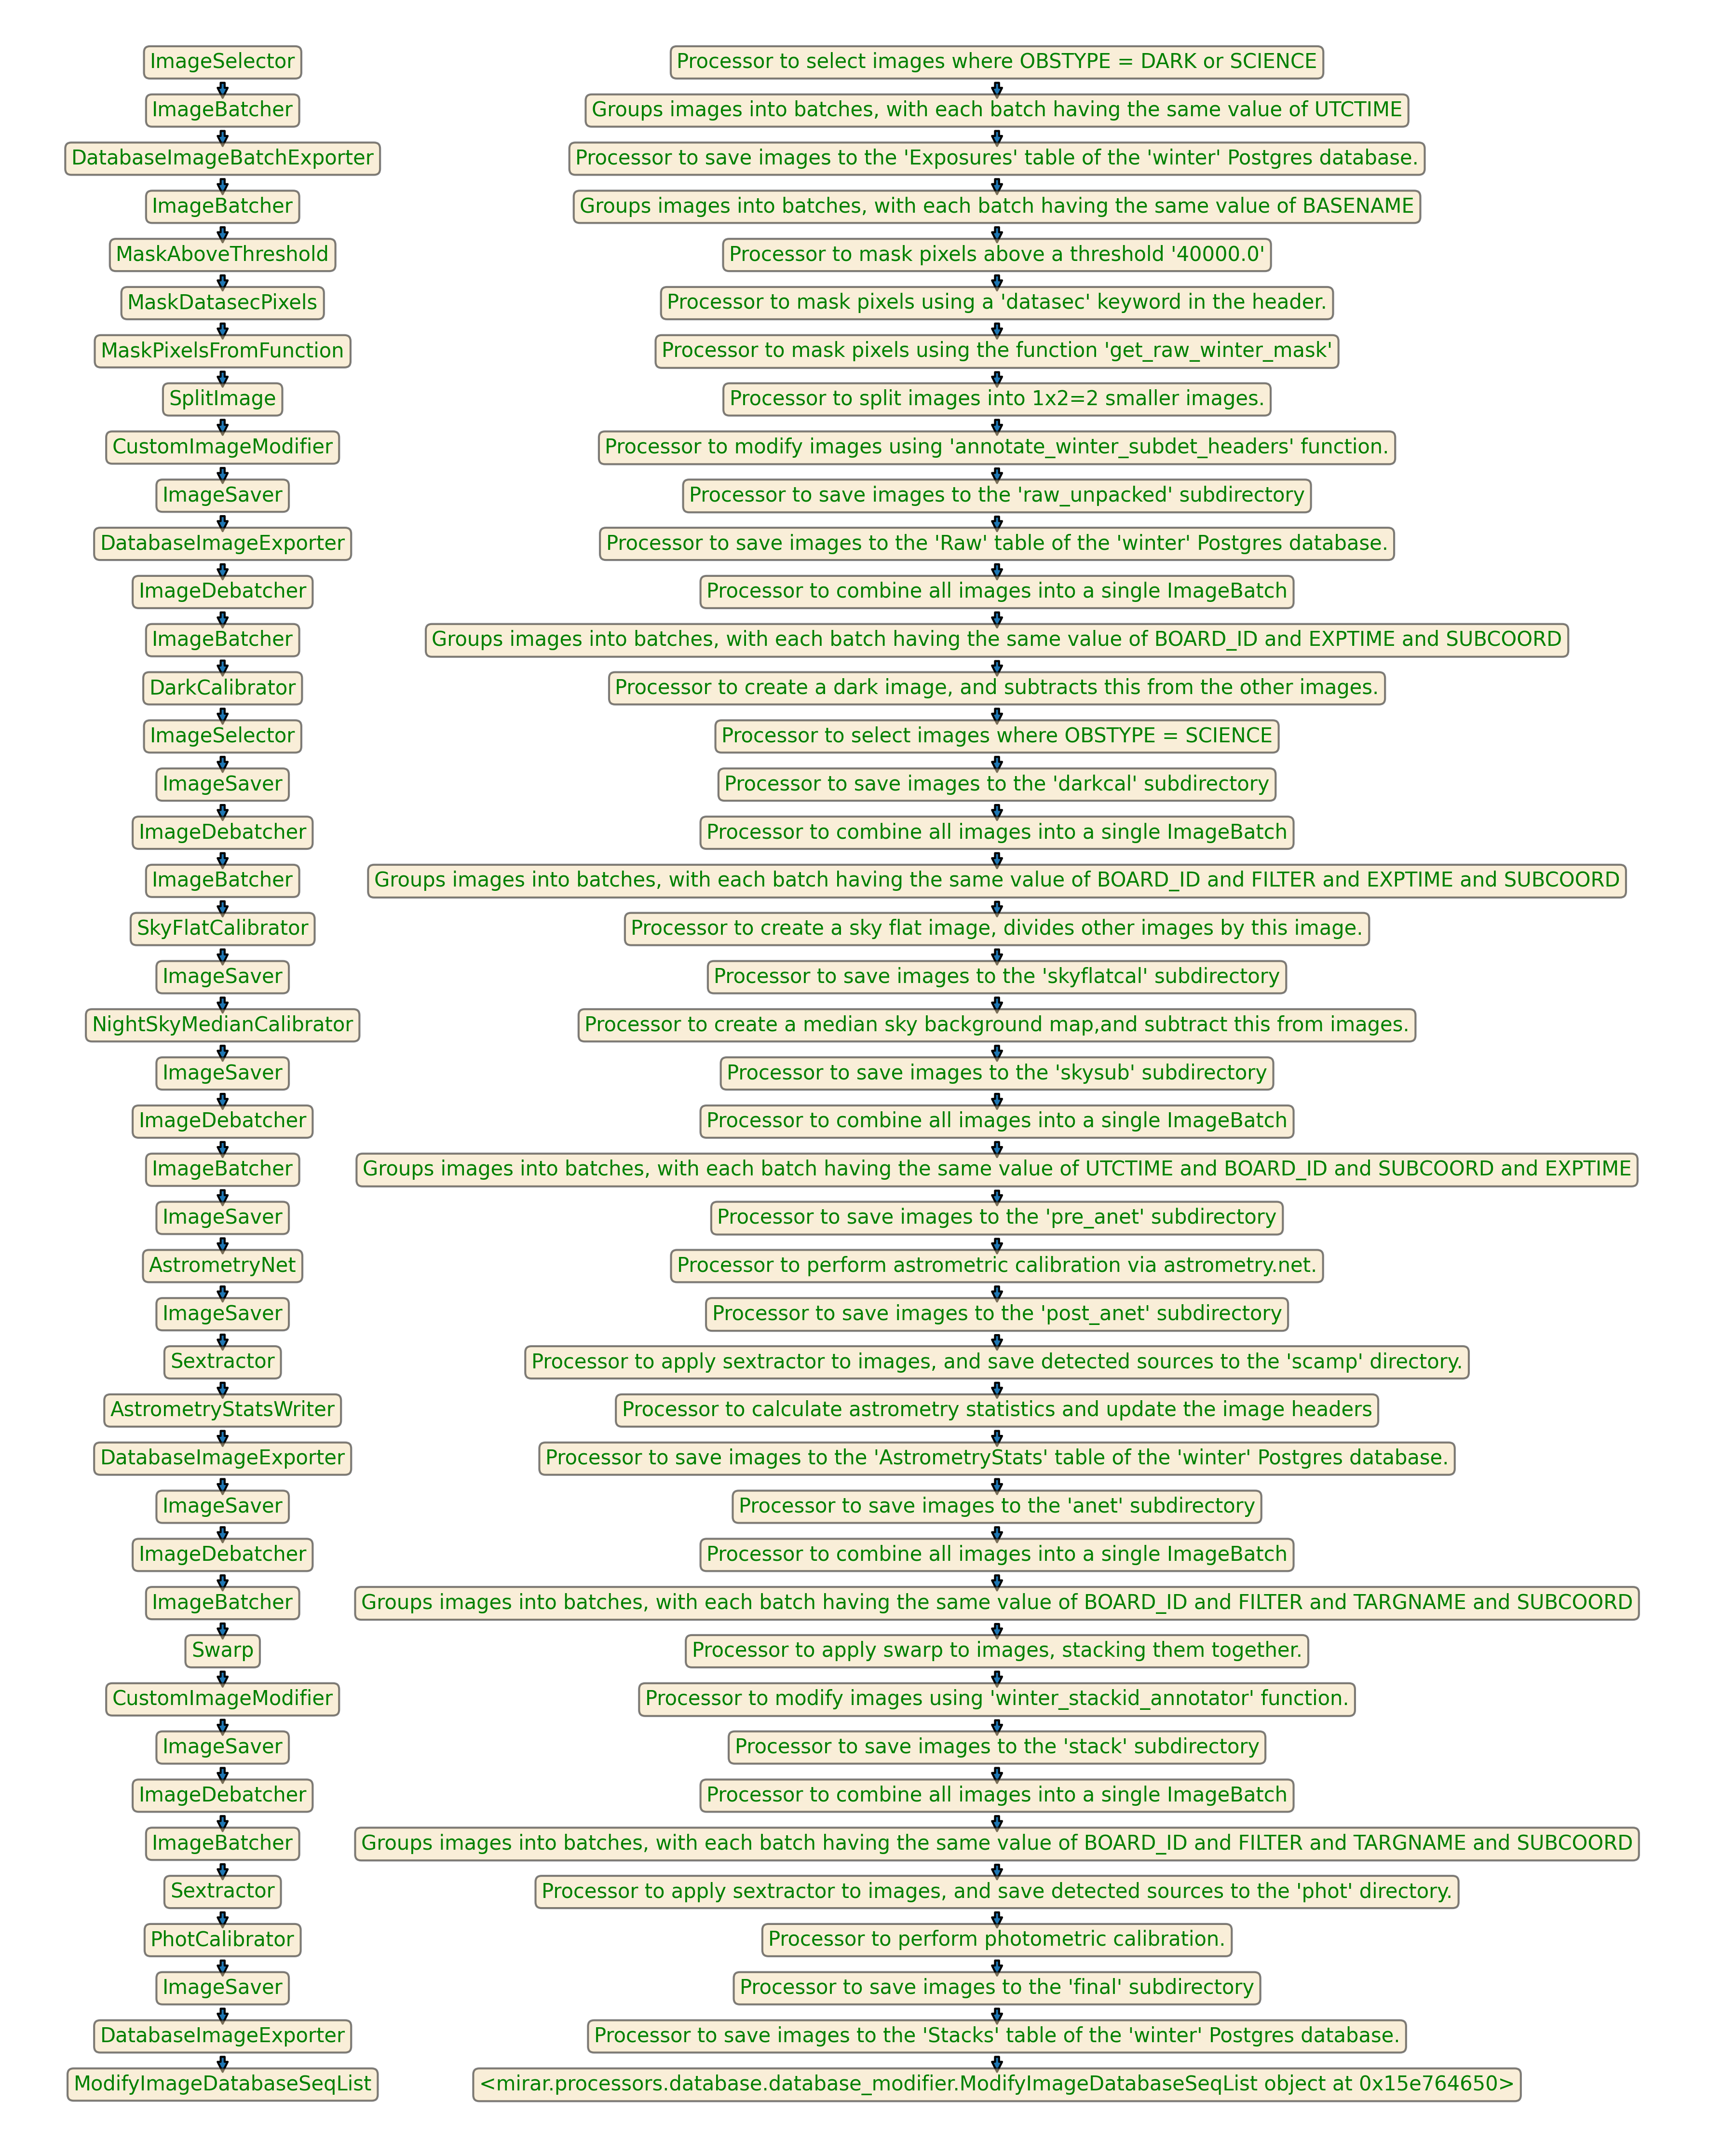 ImageSelector Processor to select images where OBSTYPE = DARK or SCIENCE
ImageBatcher Groups images into batches, with each batch having the same value of UTCTIME
DatabaseImageBatchExporter Processor to save images to the 'Exposures' table of the 'winter' Postgres database.
ImageBatcher Groups images into batches, with each batch having the same value of BASENAME
MaskAboveThreshold Processor to mask pixels above a threshold '40000.0'
MaskDatasecPixels Processor to mask pixels using a 'datasec' keyword in the header.
MaskPixelsFromFunction Processor to mask pixels using the function 'get_raw_winter_mask'
SplitImage Processor to split images into 1x2=2 smaller images.
CustomImageModifier Processor to modify images using 'annotate_winter_subdet_headers' function.
ImageSaver Processor to save images to the 'raw_unpacked' subdirectory
DatabaseImageExporter Processor to save images to the 'Raw' table of the 'winter' Postgres database.
ImageDebatcher Processor to combine all images into a single ImageBatch
ImageBatcher Groups images into batches, with each batch having the same value of BOARD_ID and EXPTIME and SUBCOORD
DarkCalibrator Processor to create a dark image, and subtracts this from the other images.
ImageSelector Processor to select images where OBSTYPE = SCIENCE
ImageSaver Processor to save images to the 'darkcal' subdirectory
ImageDebatcher Processor to combine all images into a single ImageBatch
ImageBatcher Groups images into batches, with each batch having the same value of BOARD_ID and FILTER and EXPTIME and SUBCOORD
SkyFlatCalibrator Processor to create a sky flat image, divides other images by this image.
ImageSaver Processor to save images to the 'skyflatcal' subdirectory
NightSkyMedianCalibrator Processor to create a median sky background map,and subtract this from images.
ImageSaver Processor to save images to the 'skysub' subdirectory
ImageDebatcher Processor to combine all images into a single ImageBatch
ImageBatcher Groups images into batches, with each batch having the same value of UTCTIME and BOARD_ID and SUBCOORD and EXPTIME
ImageSaver Processor to save images to the 'pre_anet' subdirectory
AstrometryNet Processor to perform astrometric calibration via astrometry.net.
ImageSaver Processor to save images to the 'post_anet' subdirectory
Sextractor Processor to apply sextractor to images, and save detected sources to the 'scamp' directory.
AstrometryStatsWriter Processor to calculate astrometry statistics and update the image headers
DatabaseImageExporter Processor to save images to the 'AstrometryStats' table of the 'winter' Postgres database.
ImageSaver Processor to save images to the 'anet' subdirectory
ImageDebatcher Processor to combine all images into a single ImageBatch
ImageBatcher Groups images into batches, with each batch having the same value of BOARD_ID and FILTER and TARGNAME and SUBCOORD
Swarp Processor to apply swarp to images, stacking them together.
CustomImageModifier Processor to modify images using 'winter_stackid_annotator' function.
ImageSaver Processor to save images to the 'stack' subdirectory
ImageDebatcher Processor to combine all images into a single ImageBatch
ImageBatcher Groups images into batches, with each batch having the same value of BOARD_ID and FILTER and TARGNAME and SUBCOORD
Sextractor Processor to apply sextractor to images, and save detected sources to the 'phot' directory.
PhotCalibrator Processor to perform photometric calibration.
ImageSaver Processor to save images to the 'final' subdirectory
DatabaseImageExporter Processor to save images to the 'Stacks' table of the 'winter' Postgres database.
ModifyImageDatabaseSeqList <mirar.processors.database.database_modifier.ModifyImageDatabaseSeqList object at 0x15e764650>